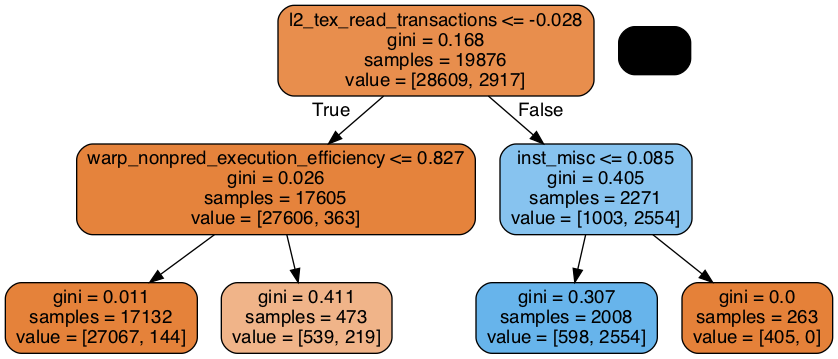 l2_tex_read_transactions <= -0.028
gini = 0.168
samples = 19876
value = [28609, 2917]
True
False
warp_nonpred_execution_efficiency <= 0.827
gini = 0.026
samples = 17605
value = [27606, 363]
inst_misc <= 0.085
gini = 0.405
samples = 2271
value = [1003, 2554]
gini = 0.011
samples = 17132
value = [27067, 144]
gini = 0.411
samples = 473
value = [539, 219]
gini = 0.307
samples = 2008
value = [598, 2554]
gini = 0.0
samples = 263
value = [405, 0]